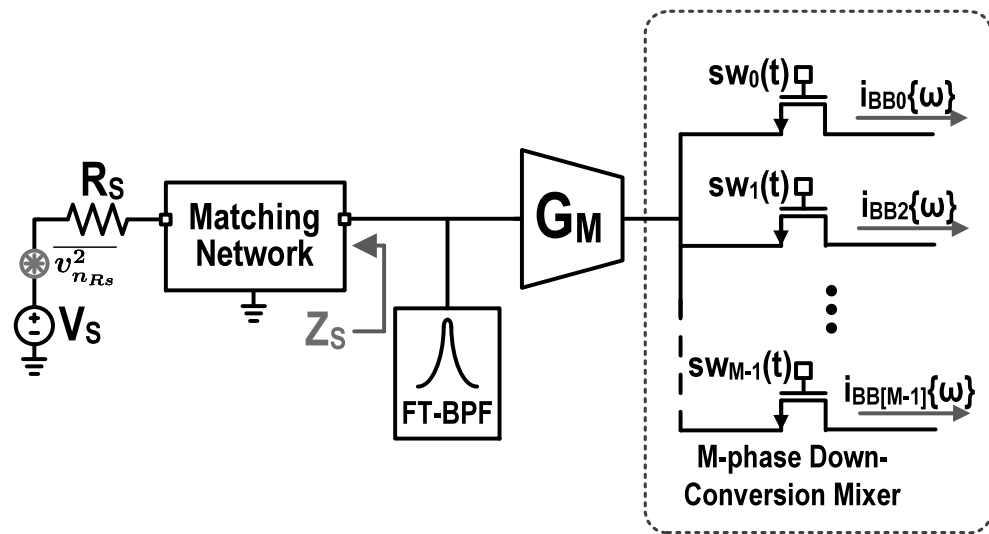 sw0(t)
iBB0{ω}
RS
Matching
Network
GM
sw1(t)
iBB2{ω}
v2nRs
VS
ZS
FT-BPF
swM-1(t)
iBB[M-1]{ω}
M-phase Down-
Conversion Mixer